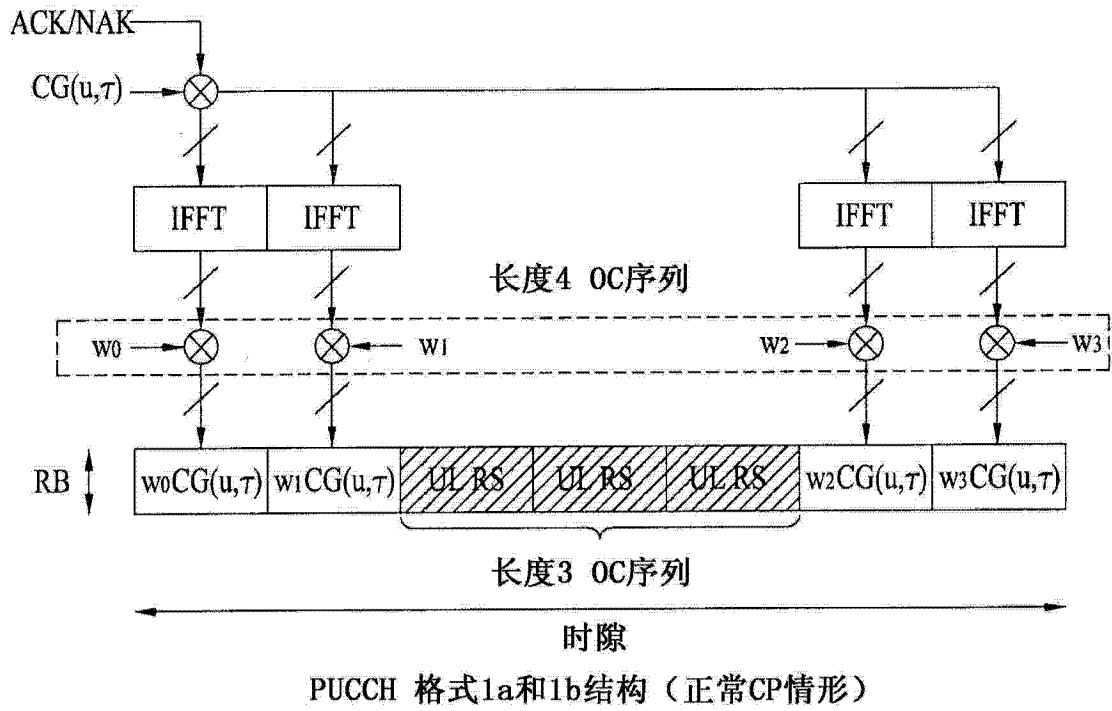 ACK/NAK
CG(u,τ)
IFFT IFFT IFFT IFFT
长度4 OC序列
w0 w1 w2 w3
RB w0CG(u,τ) w1CG(u,τ) UL RS UL RS UL RS w2CG(u,τ) w3CG(u,τ)
长度3 OC序列
时隙
PUCCH 格式1a和1b结构（正常CP情形）